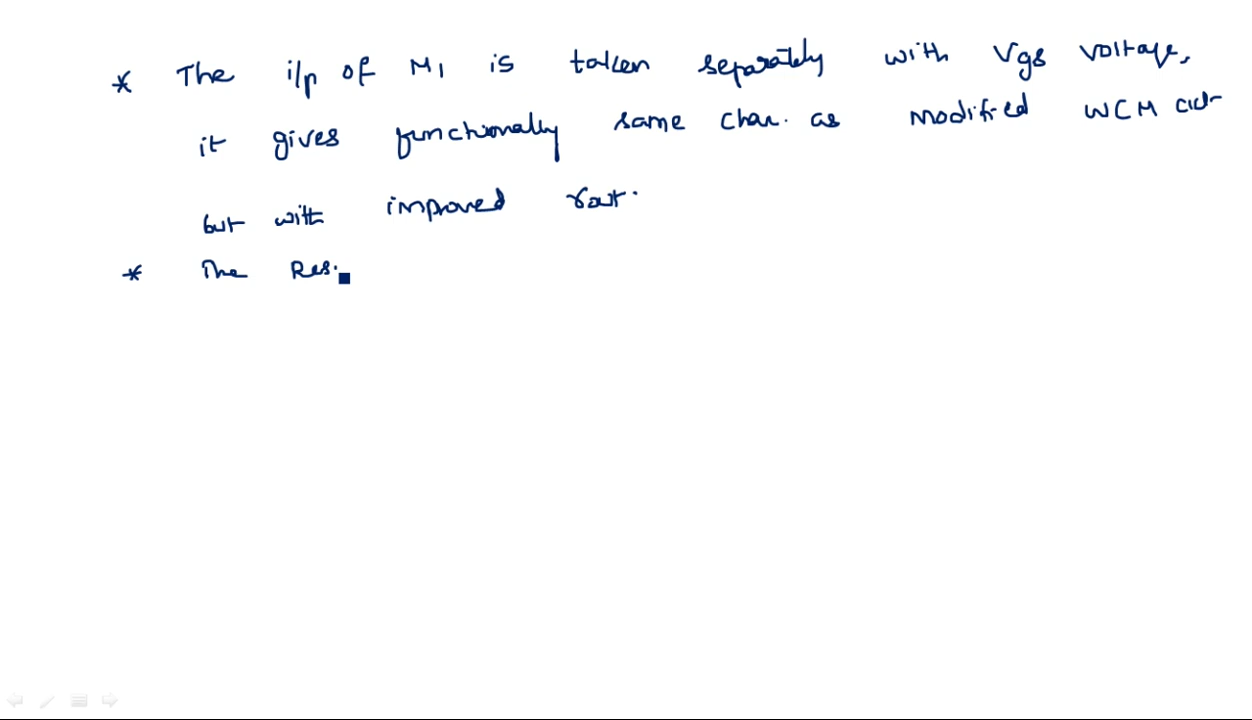 * The i/p of M1 is taken separately with Vgs voltage,
it gives functionally same char. as modified WCM ckt
but with improved rout.
* The Res.